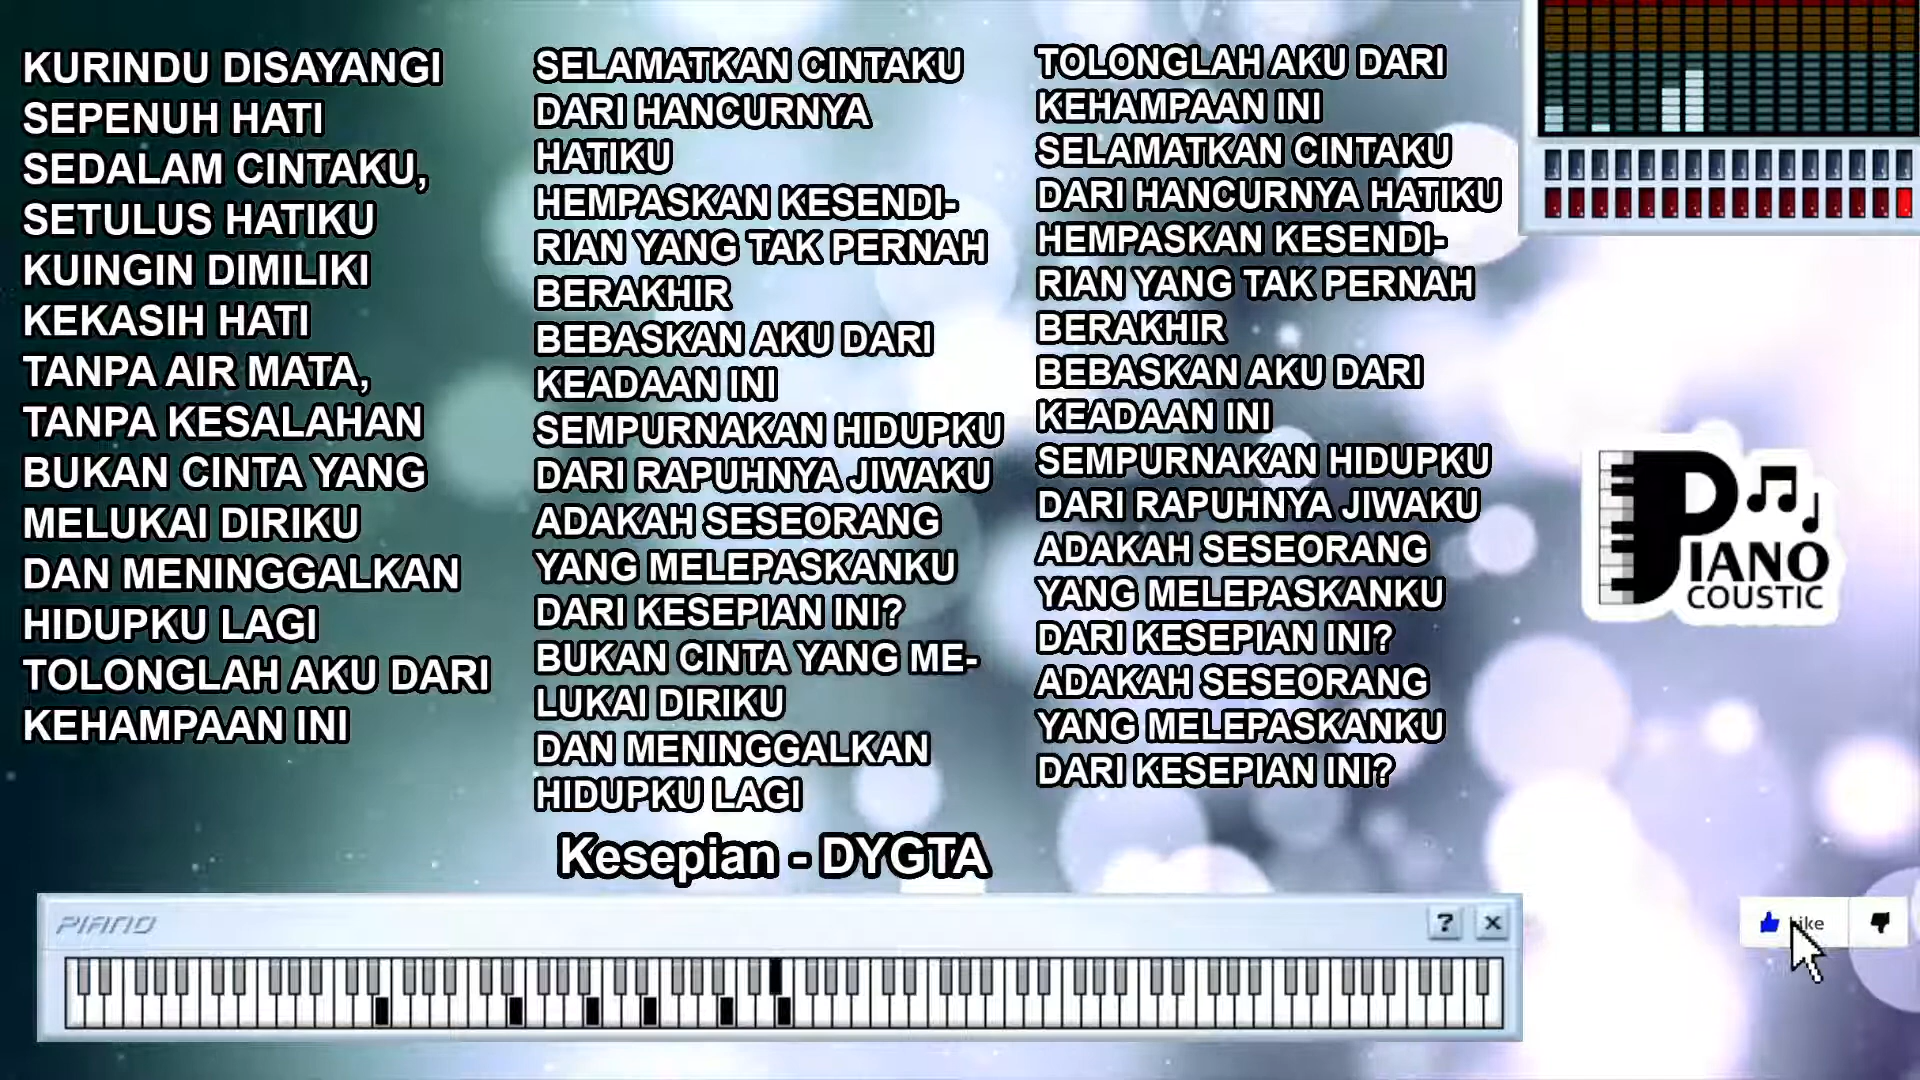 KURINDU DISAYANGI
SEPENUH HATI
SEDALAM CINTAKU,
SETULUS HATIKU
KUINGIN DIMILIKI
KEKASIH HATI
TANPA AIR MATA,
TANPA KESALAHAN
BUKAN CINTA YANG
MELUKAI DIRIKU
DAN MENINGGALKAN
HIDUPKU LAGI
TOLONGLAH AKU DARI
KEHAMPAAN INI
SELAMATKAN CINTAKU
DARI HANCURNYA
HATIKU
HEMPASKAN KESENDI-
RIAN YANG TAK PERNAH
BERAKHIR
BEBASKAN AKU DARI
KEADAAN INI
SEMPURNAKAN HIDUPKU
DARI RAPUHNYA JIWAKU
ADAKAH SESEORANG
YANG MELEPASKANKU
DARI KESEPIAN INI?
BUKAN CINTA YANG ME-
LUKAI DIRIKU
DAN MENINGGALKAN
HIDUPKU LAGI
TOLONGLAH AKU DARI
KEHAMPAAN INI
SELAMATKAN CINTAKU
DARI HANCURNYA HATIKU
HEMPASKAN KESENDI-
RIAN YANG TAK PERNAH
BERAKHIR
BEBASKAN AKU DARI
KEADAAN INI
SEMPURNAKAN HIDUPKU
DARI RAPUHNYA JIWAKU
ADAKAH SESEORANG
YANG MELEPASKANKU
DARI KESEPIAN INI?
ADAKAH SESEORANG
YANG MELEPASKANKU
DARI KESEPIAN INI?
PIANO
COUSTIC
Kesepian - DYGTA
PIANO
?
Like